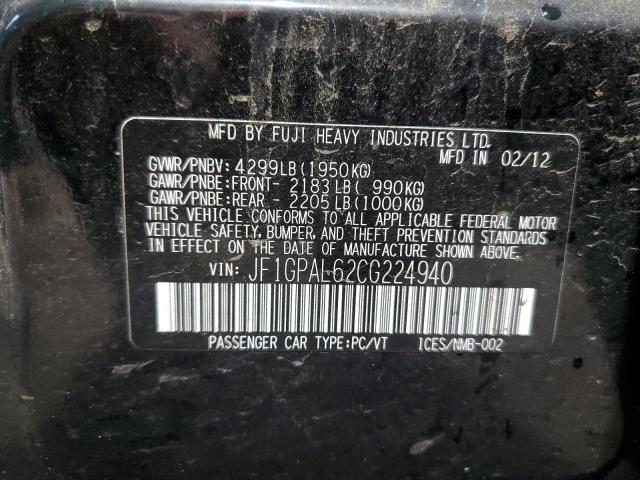 MFD BY FUJI HEAVY INDUSTRIES LTD.
MFD IN 02/12
GVWR/PNBV: 4299LB(1950KG)
GAWR/PNBE:FRONT- 2183LB( 990KG)
GAWR/PNBE:REAR - 2205LB(1000KG)
THIS VEHICLE CONFORMS TO ALL APPLICABLE FEDERAL MOTOR
VEHICLE SAFETY, BUMPER, AND THEFT PREVENTION STANDARDS
IN EFFECT ON THE DATE OF MANUFACTURE SHOWN ABOVE.
VIN: JF1GPAL62CG224940
PASSENGER CAR TYPE:PC/VT ICES/NMB-002